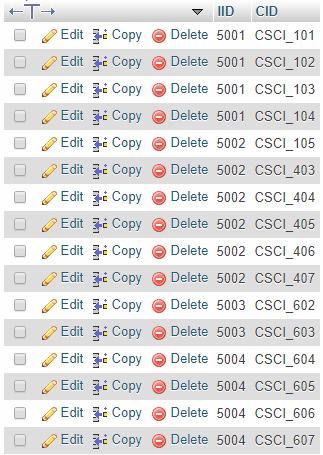 IID CID
Edit Copy Delete 5001 CSCI_101
Edit Copy Delete 5001 CSCI_102
Edit Copy Delete 5001 CSCI_103
Edit Copy Delete 5001 CSCI_104
Edit Copy Delete 5002 CSCI_105
Edit Copy Delete 5002 CSCI_403
Edit Copy Delete 5002 CSCI_404
Edit Copy Delete 5002 CSCI_405
Edit Copy Delete 5002 CSCI_406
Edit Copy Delete 5002 CSCI_407
Edit Copy Delete 5003 CSCI_602
Edit Copy Delete 5003 CSCI_603
Edit Copy Delete 5004 CSCI_604
Edit Copy Delete 5004 CSCI_605
Edit Copy Delete 5004 CSCI_606
Edit Copy Delete 5004 CSCI_607